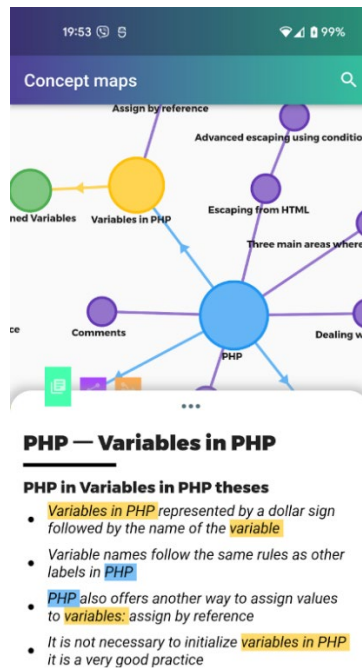 19:53
99%
Concept maps
Assign by reference
Advanced escaping using conditio
ned Variables
Variables in PHP
Escaping from HTML
Three main areas where
ce
Comments
PHP
Dealing w
PHP — Variables in PHP
PHP in Variables in PHP theses
Variables in PHP represented by a dollar sign
followed by the name of the variable
Variable names follow the same rules as other
labels in PHP
PHP also offers another way to assign values
to variables: assign by reference
It is not necessary to initialize variables in PHP
it is a very good practice